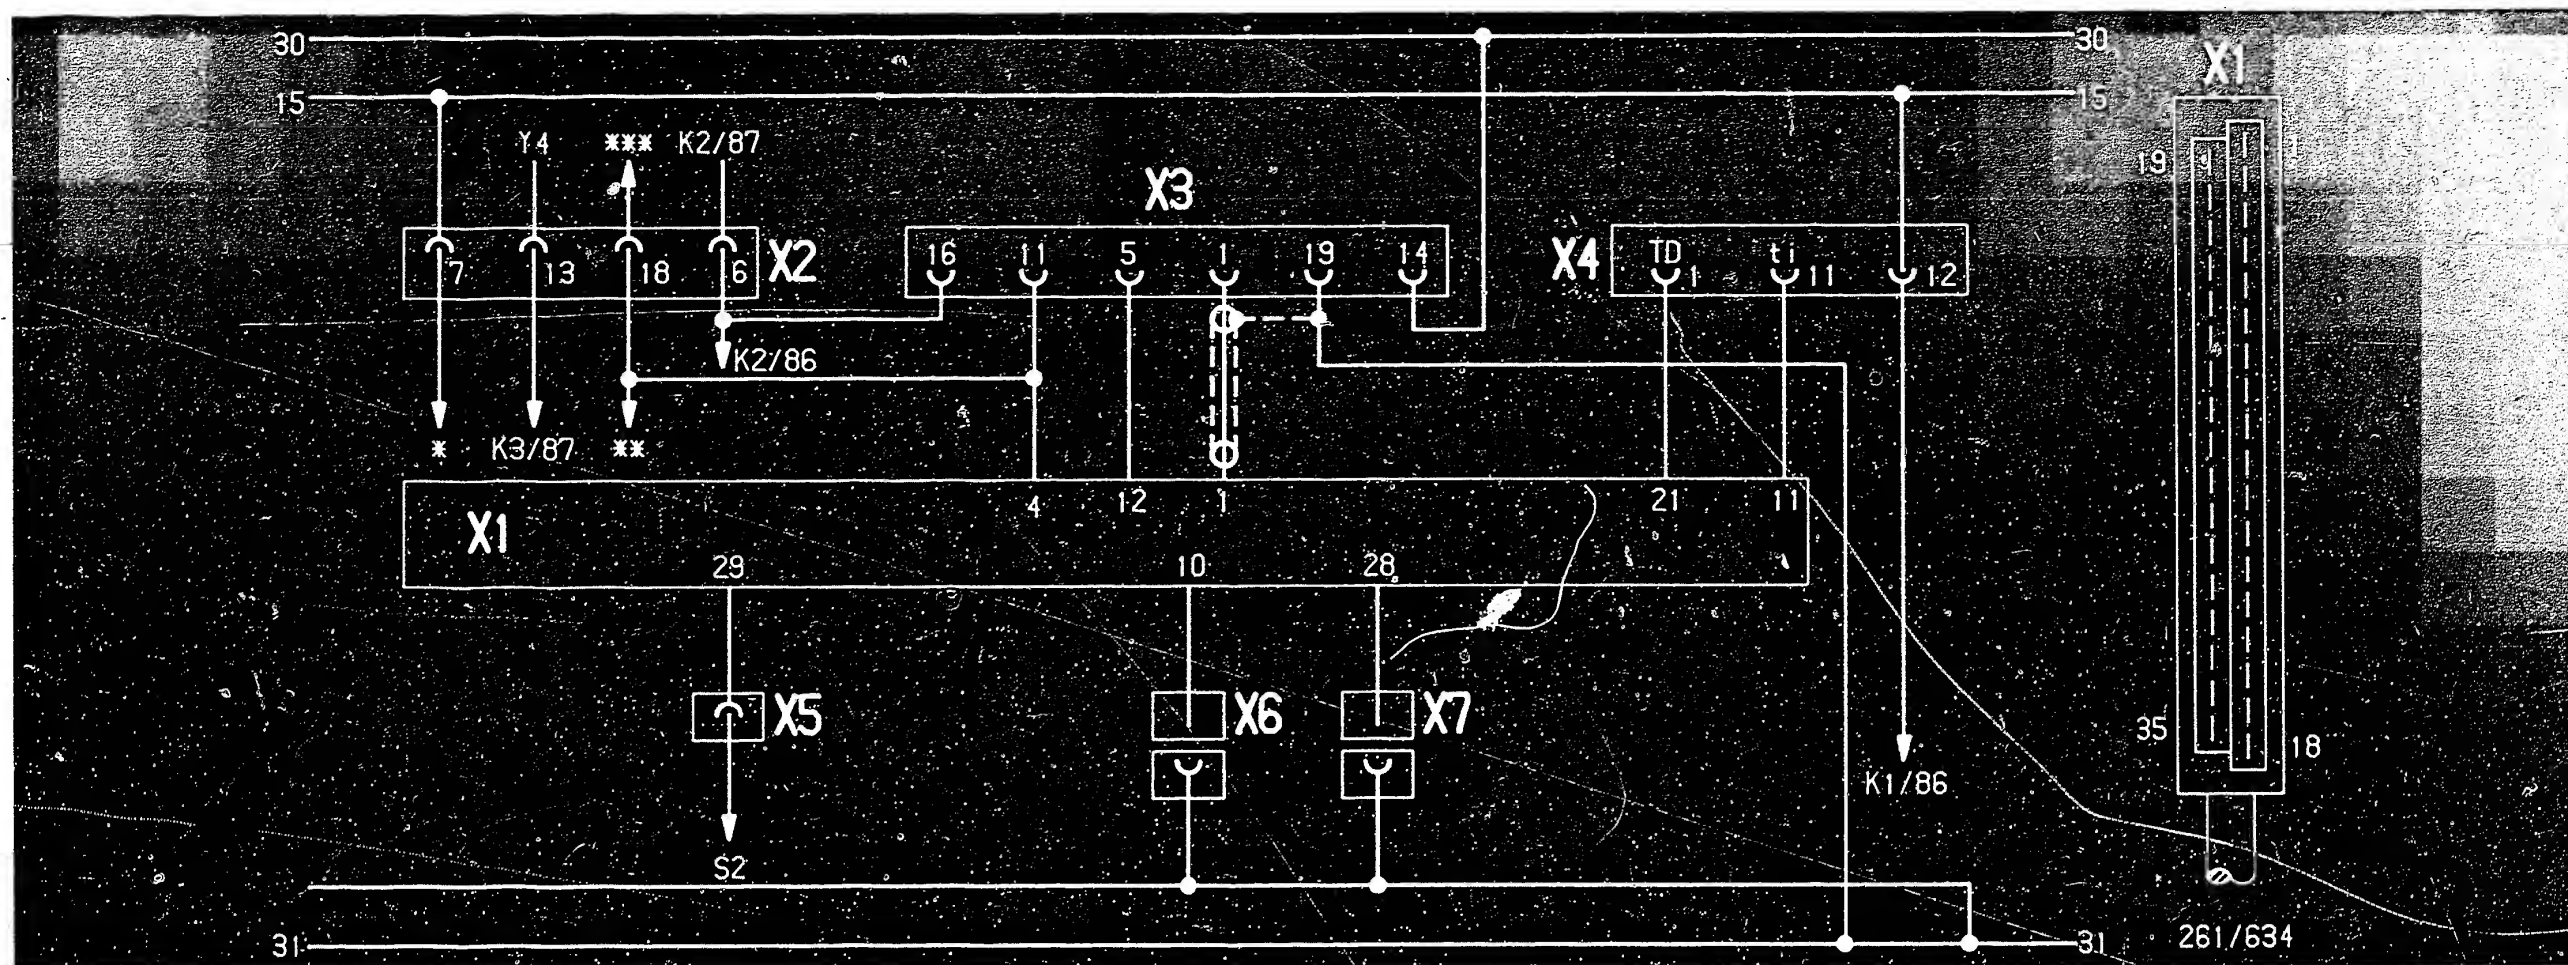 30 30
15 15
X1
Y4 *** K2/87
19 1
X3
7 13 18 6 X2
16 11 5 1 19 14
X4 TD 1 ti 11 12
K2/86
* K3/87 **
X1 4 12 1 21 11
29 10 28
X5 X6 X7
35 18
K1/86
S2
31 31
261/634